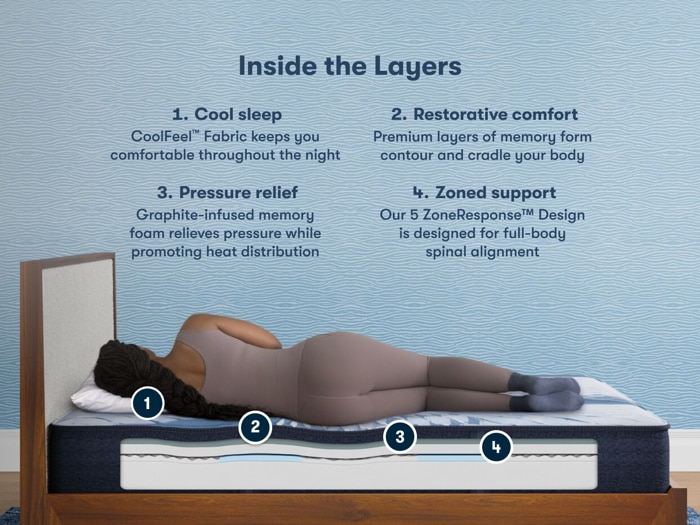 Inside the Layers
1. Cool sleep
CoolFeel™ Fabric keeps you
comfortable throughout the night
2. Restorative comfort
Premium layers of memory form
contour and cradle your body
3. Pressure relief
Graphite-infused memory
foam relieves pressure while
promoting heat distribution
4. Zoned support
Our 5 ZoneResponse™ Design
is designed for full-body
spinal alignment
1
2
3
4